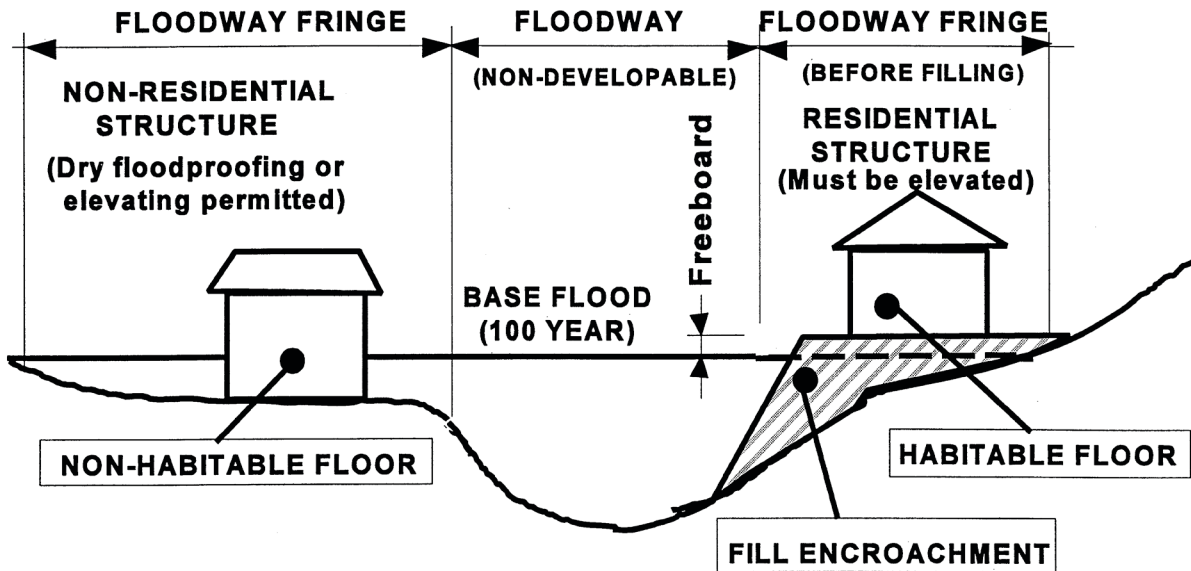 FLOODWAY FRINGE
FLOODWAY
FLOODWAY FRINGE
(NON-DEVELOPABLE)
(BEFORE FILLING)
NON-RESIDENTIAL
STRUCTURE
(Dry floodproofing or
elevating permitted)
RESIDENTIAL
STRUCTURE
(Must be elevated)
Freeboard
BASE FLOOD
(100 YEAR)
NON-HABITABLE FLOOR
HABITABLE FLOOR
FILL ENCROACHMENT